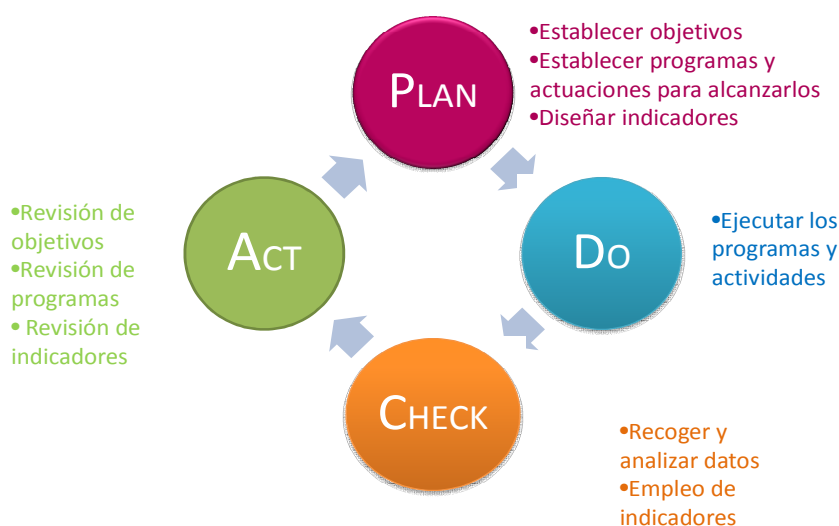 PLAN
•Establecer objetivos
•Establecer programas y
actuaciones para alcanzarlos
•Diseñar indicadores
DO
•Ejecutar los
programas y
actividades
CHECK
•Recoger y
analizar datos
•Empleo de
indicadores
ACT
•Revisión de
objetivos
•Revisión de
programas
• Revisión de
indicadores